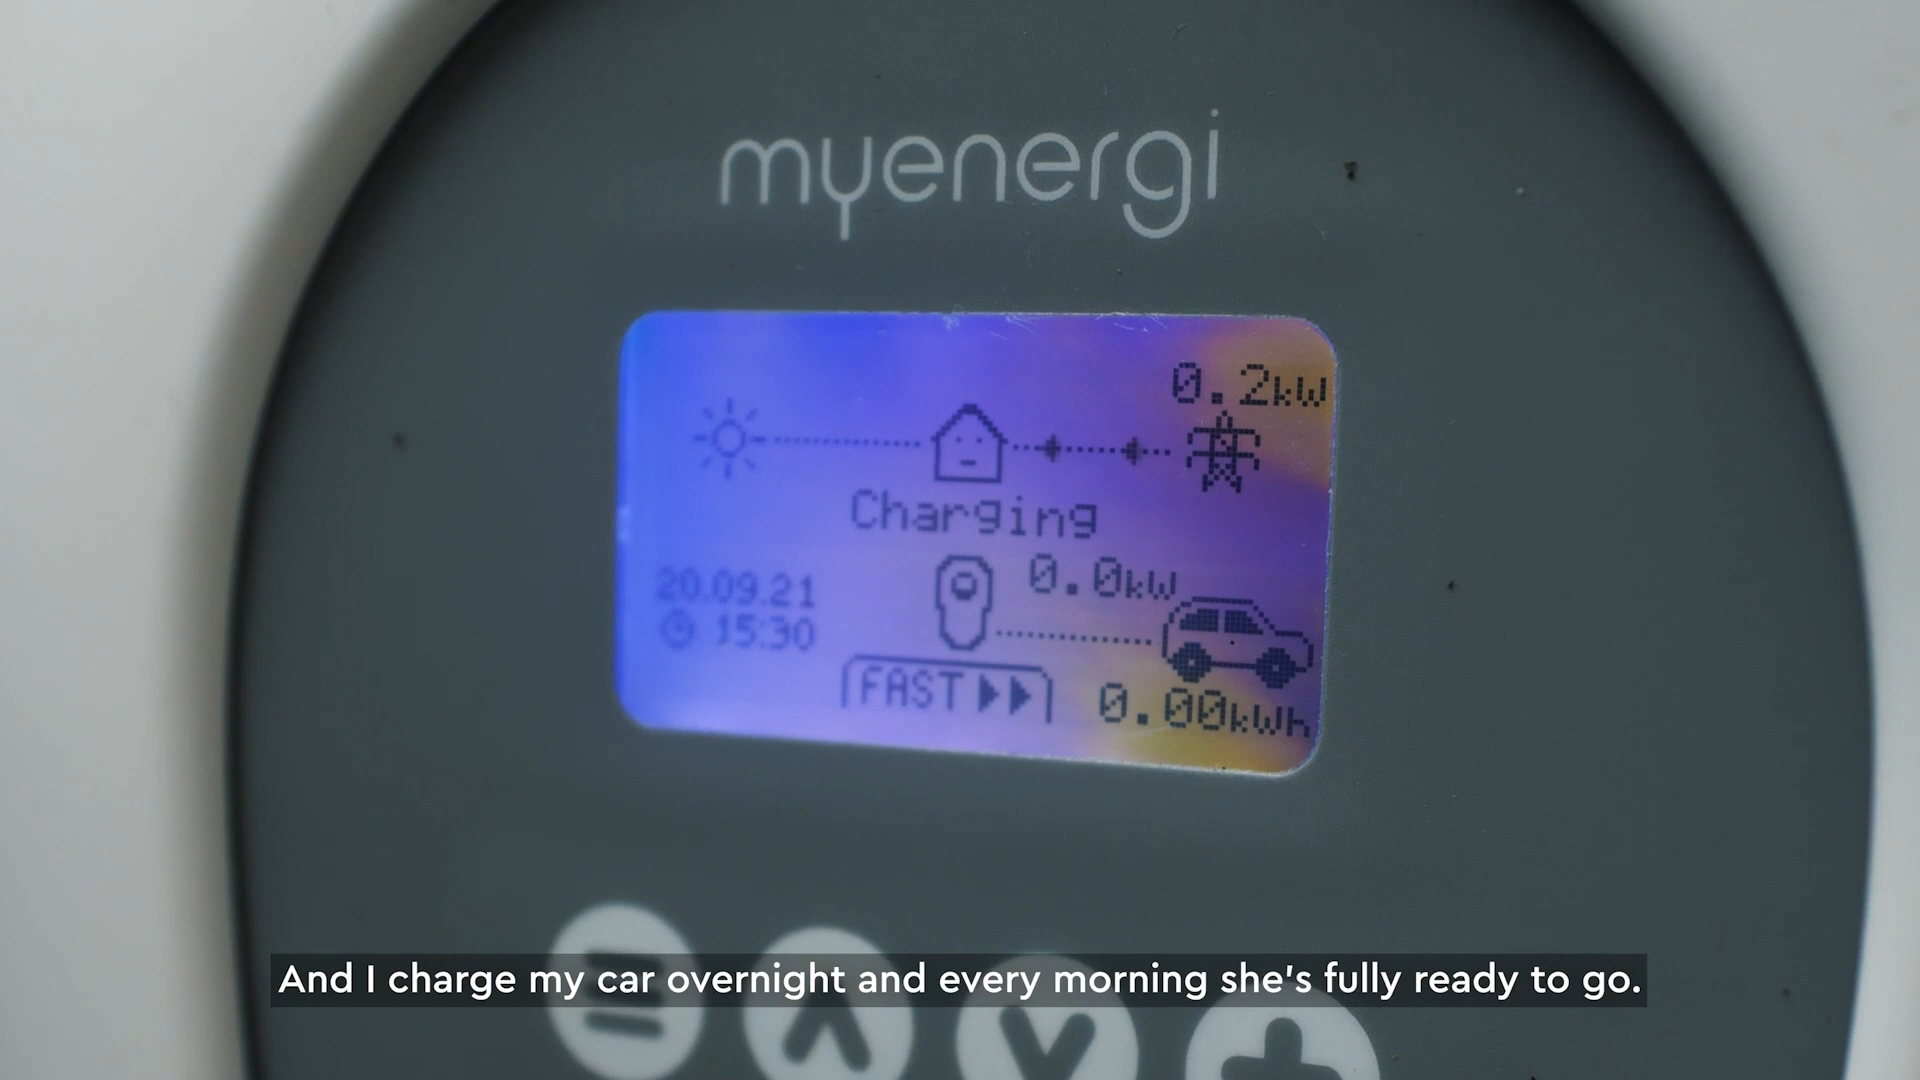 myenergi
0.2kW
Charging
0.0kW
20.09.21
15:30
FAST
0.00kWh
And I charge my car overnight and every morning she's fully ready to go.